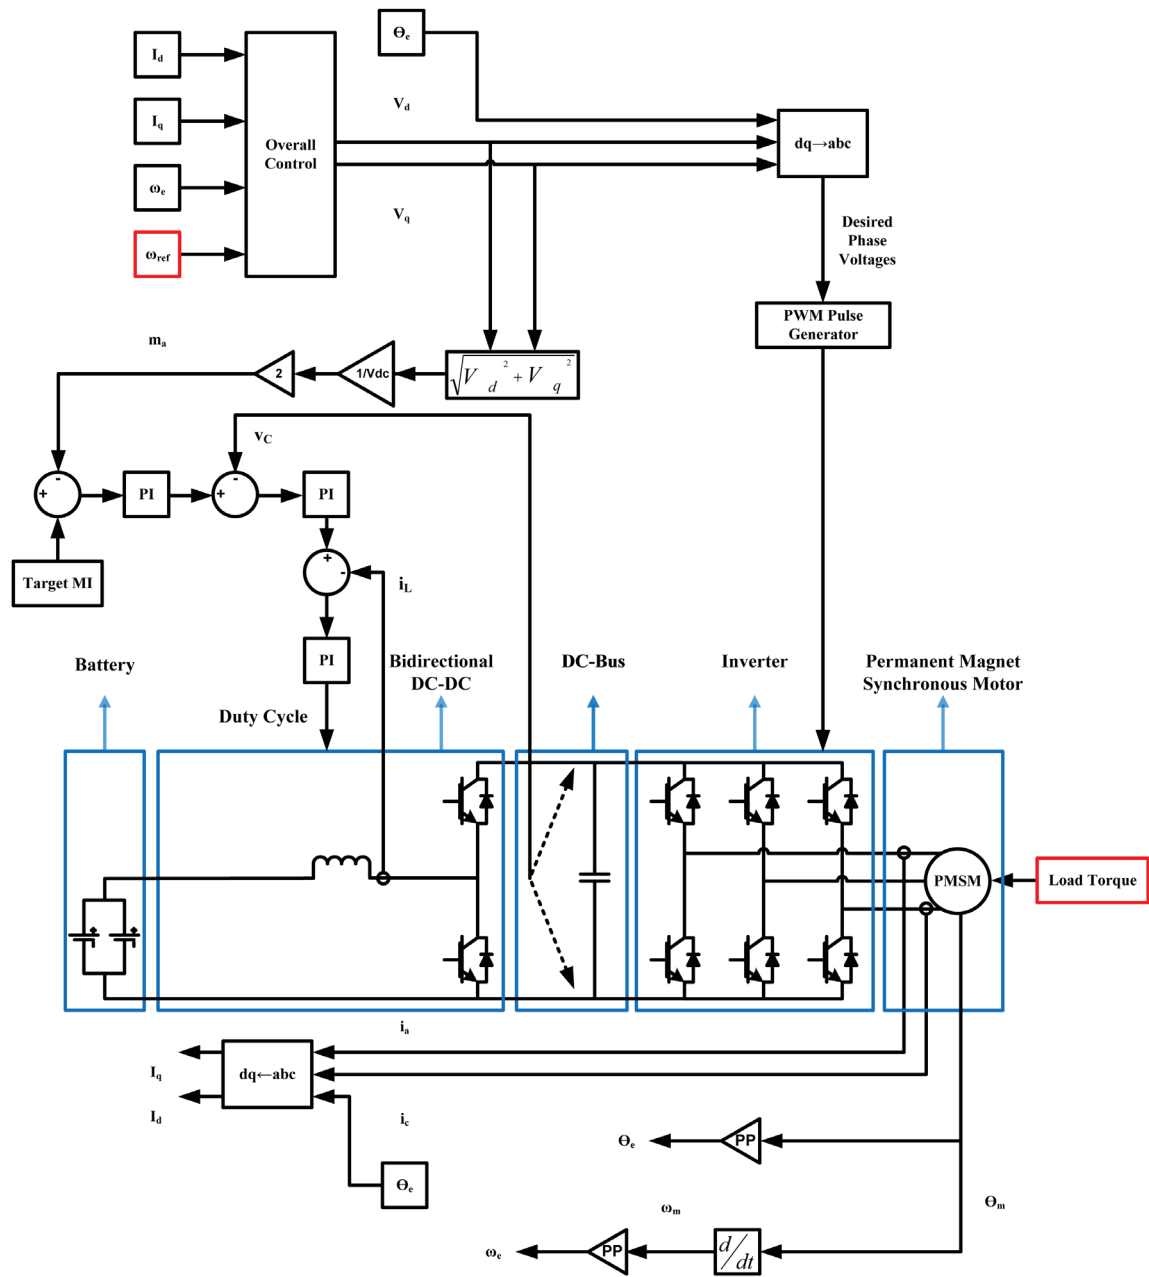 Θe
Id
Iq
ωe
ωref
Overall
Control
Vd
Vq
dq→abc
Desired
Phase
Voltages
PWM Pulse
Generator
ma
2
1/Vdc
√Vd² + Vq²
vC
-
+
PI
-
+
PI
Target MI
+
-
iL
PI
Duty Cycle
Battery
Bidirectional
DC-DC
DC-Bus
Inverter
Permanent Magnet
Synchronous Motor
+
+
PMSM
Load Torque
ia
Iq
dq←abc
Id
ic
Θe
Θe
PP
Θm
ωm
ωe
PP
d/dt